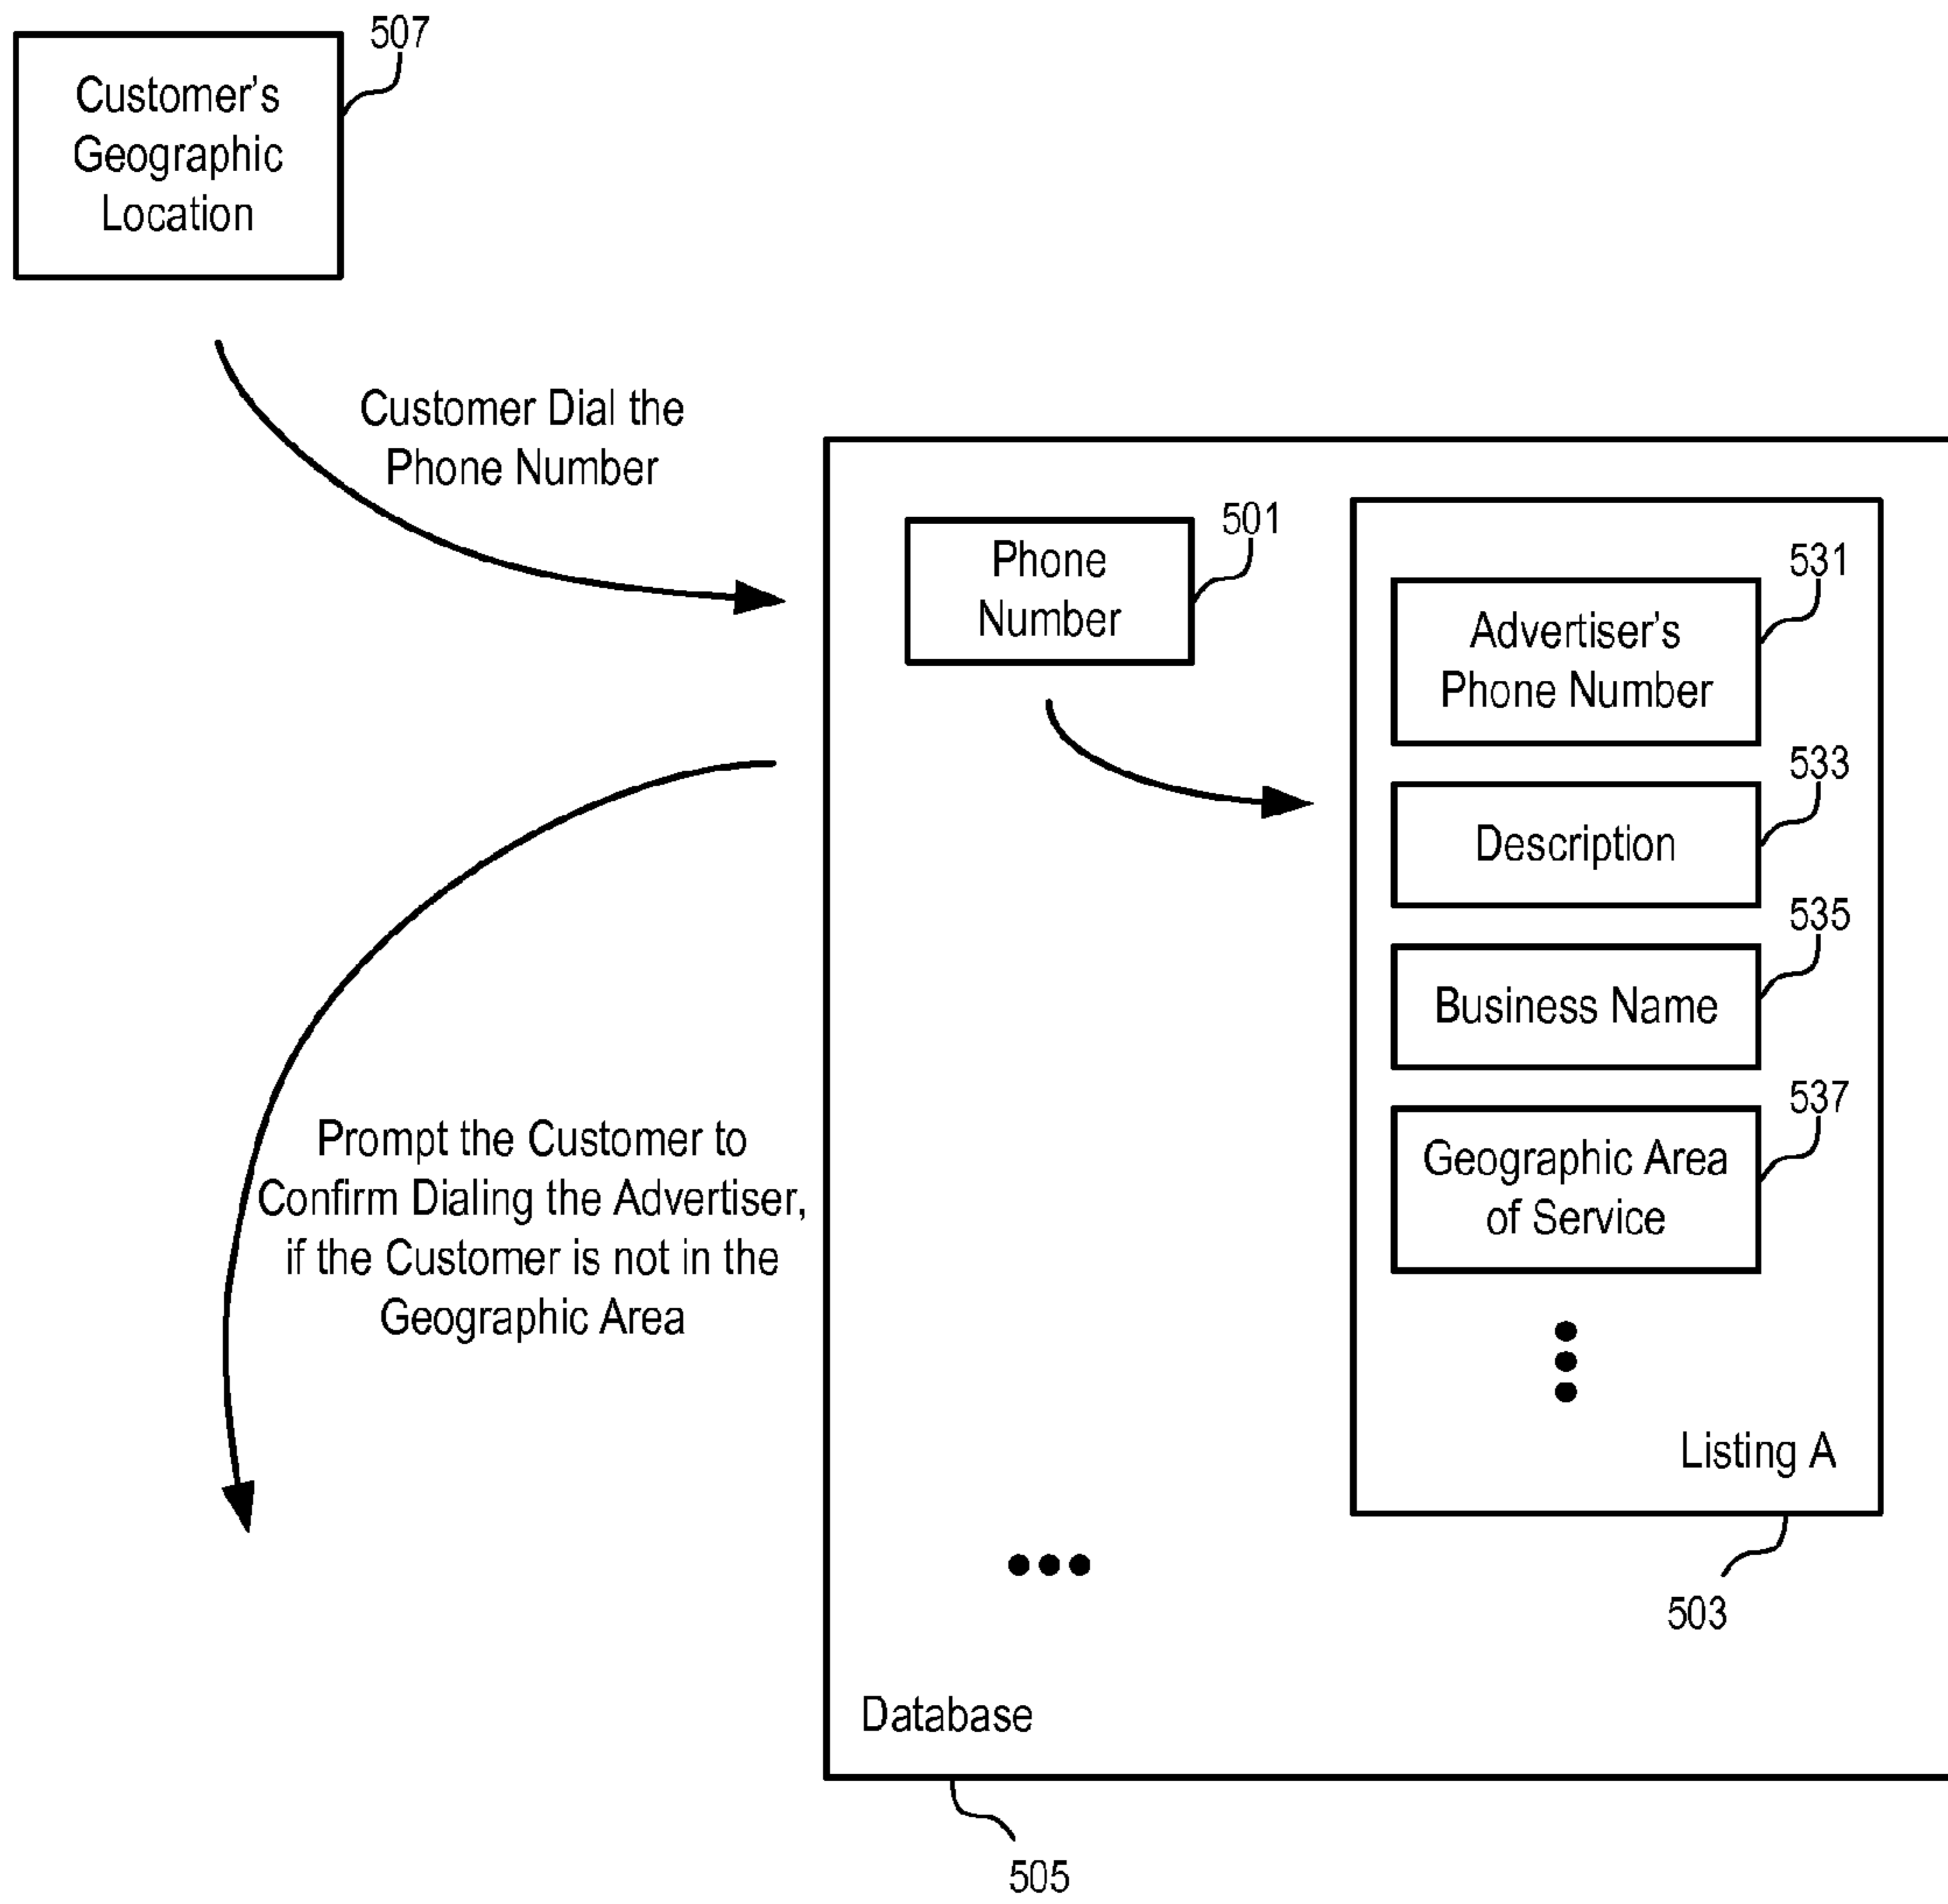 507
Customer's
Geographic
Location
Customer Dial the
Phone Number
501
Phone
Number
531
Advertiser's
Phone Number
533
Description
535
Business Name
537
Geographic Area
of Service
Prompt the Customer to
Confirm Dialing the Advertiser,
if the Customer is not in the
Geographic Area
Listing A
503
Database
505